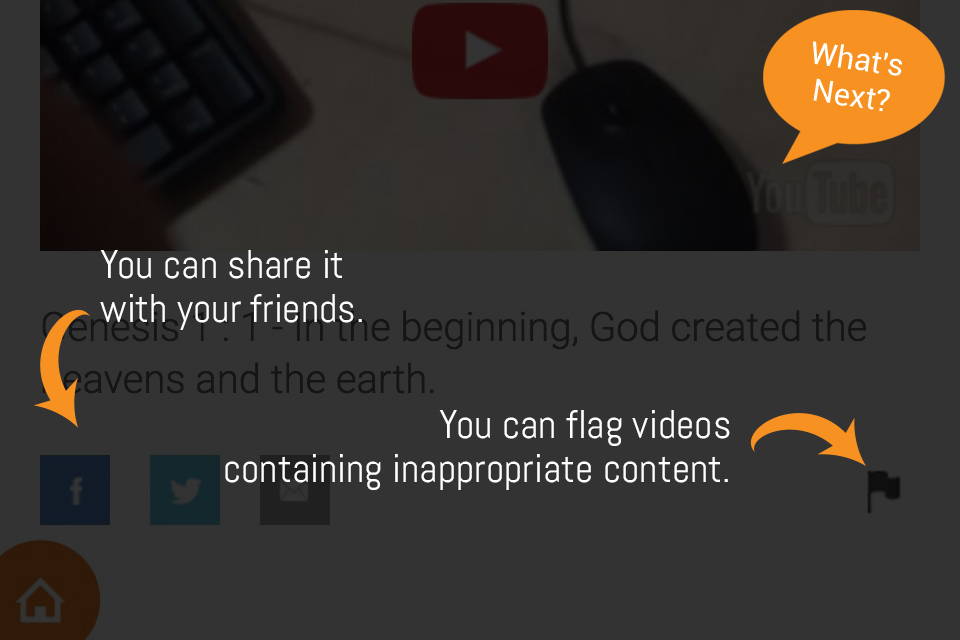 What's
Next?
YouTube
You can share it
with your friends.
Genesis 1 : 1 - In the beginning, God created the
heavens and the earth.
You can flag videos
containing inappropriate content.
f